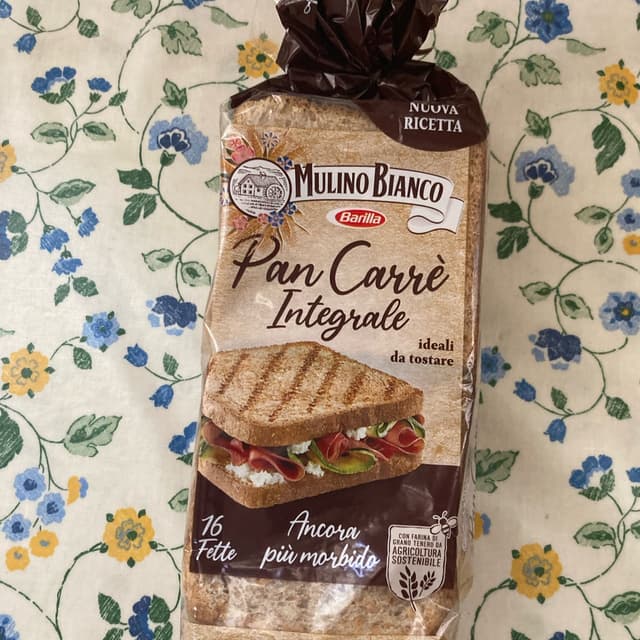 NUOVA
RICETTA
MULINO BIANCO
Barilla
Pan Carrè
Integrale
ideali
da tostare
16
Fette
Ancora
più morbido
CON FARINA DI
GRANO TENERO DA
AGRICOLTURA
SOSTENIBILE